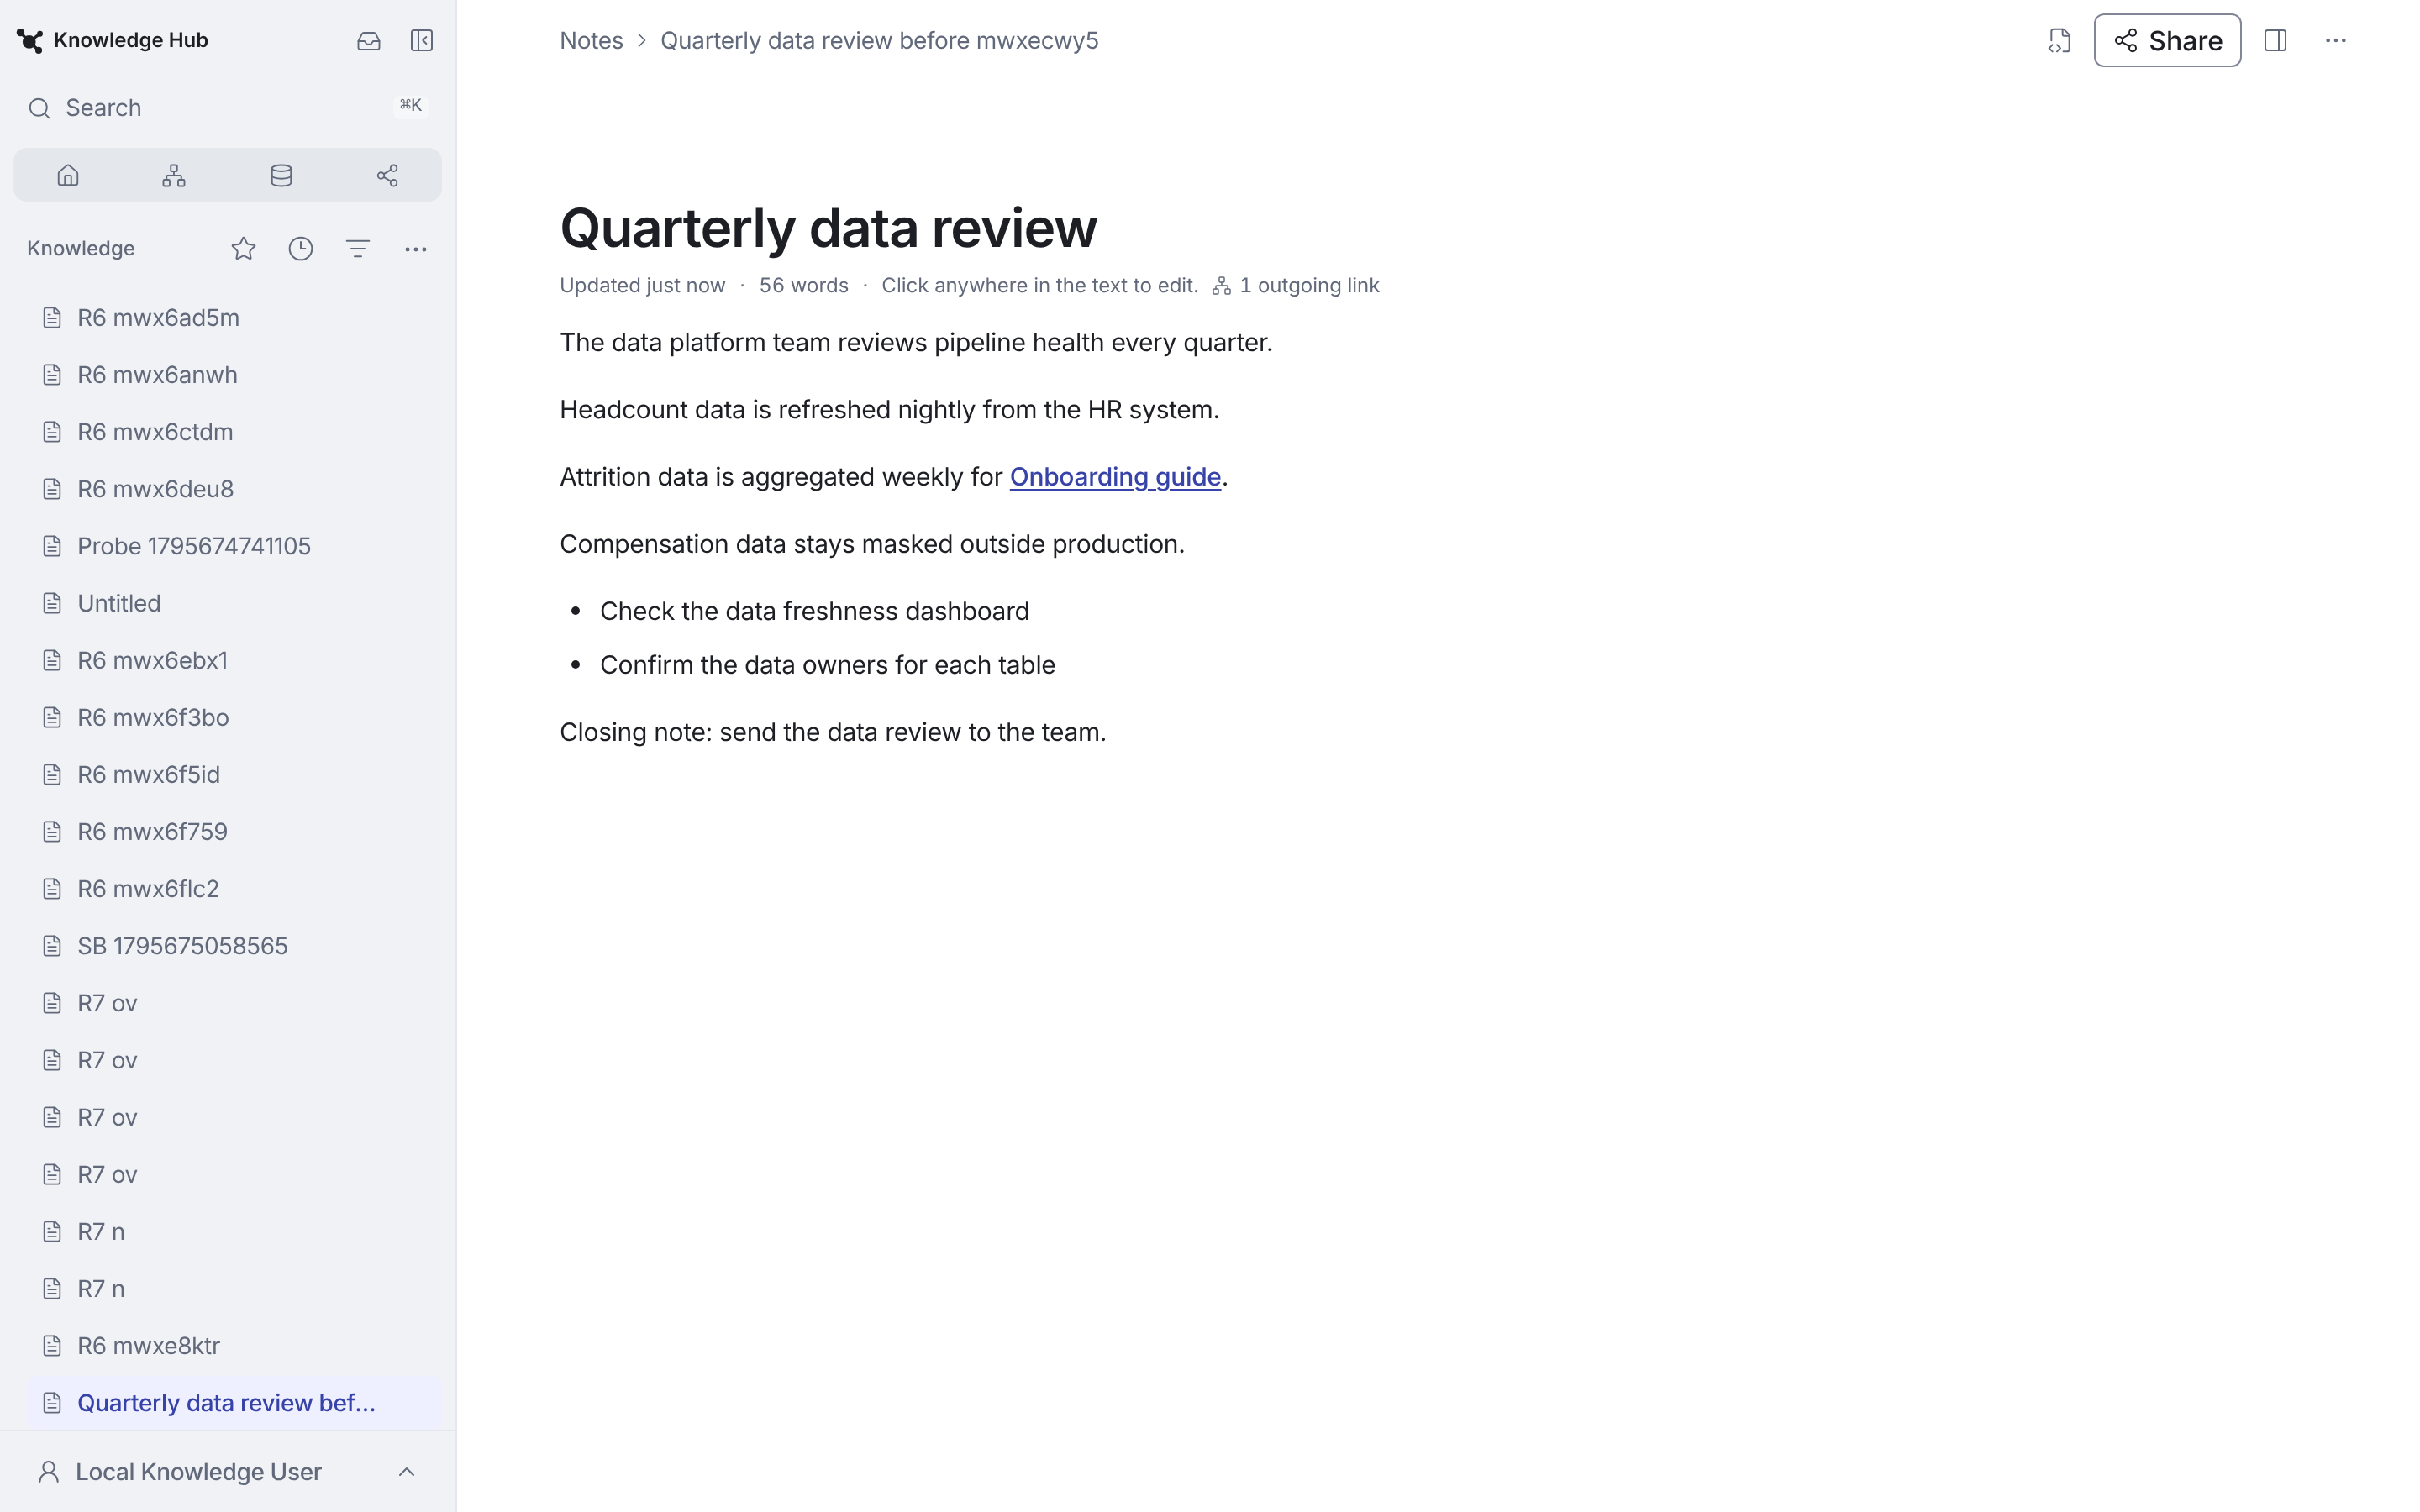 Knowledge Hub
Search
⌘K
Knowledge
R6 mwx6ad5m
R6 mwx6anwh
R6 mwx6ctdm
R6 mwx6deu8
Probe 1795674741105
Untitled
R6 mwx6ebx1
R6 mwx6f3bo
R6 mwx6f5id
R6 mwx6f759
R6 mwx6flc2
SB 1795675058565
R7 ov
R7 ov
R7 ov
R7 ov
R7 n
R7 n
R6 mwxe8ktr
Quarterly data review bef...
Local Knowledge User
Notes > Quarterly data review before mwxecwy5
Share
Quarterly data review
Updated just now · 56 words · Click anywhere in the text to edit. 1 outgoing link
The data platform team reviews pipeline health every quarter.
Headcount data is refreshed nightly from the HR system.
Attrition data is aggregated weekly for Onboarding guide.
Compensation data stays masked outside production.
• Check the data freshness dashboard
• Confirm the data owners for each table
Closing note: send the data review to the team.